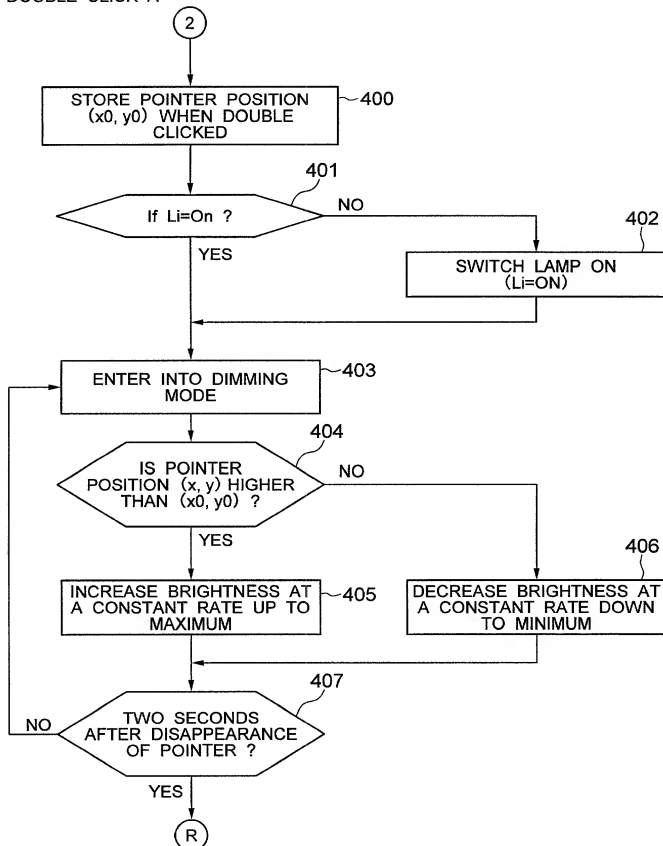 DOUBLE CLICK A
2
STORE POINTER POSITION
(x0, y0) WHEN DOUBLE
CLICKED
400
If Li=On ?
401
NO
YES
SWITCH LAMP ON
(Li=ON)
402
ENTER INTO DIMMING
MODE
403
IS POINTER
POSITION (x, y) HIGHER
THAN (x0, y0) ?
404
NO
YES
INCREASE BRIGHTNESS AT
A CONSTANT RATE UP TO
MAXIMUM
405
DECREASE BRIGHTNESS AT
A CONSTANT RATE DOWN
TO MINIMUM
406
TWO SECONDS
AFTER DISAPPEARANCE
OF POINTER ?
407
NO
YES
R